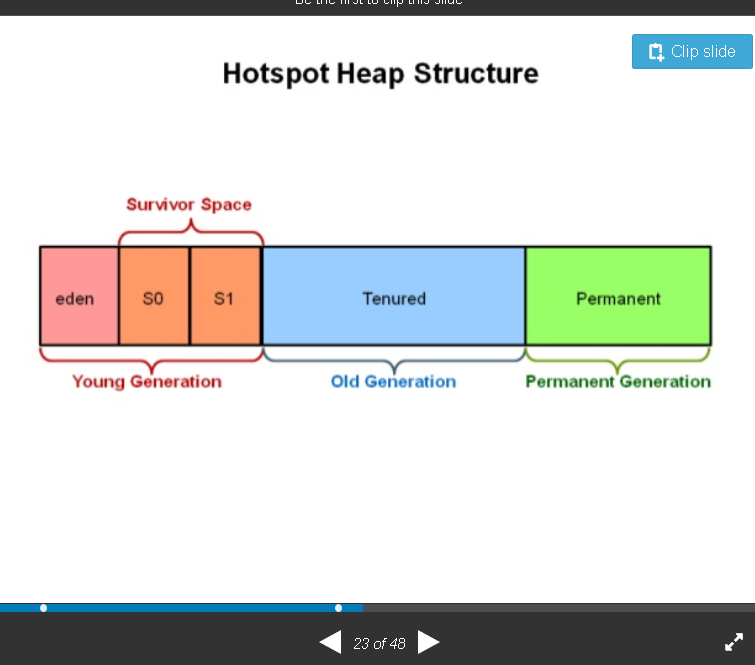 Be the first to clip this slide
Clip slide
Hotspot Heap Structure
Survivor Space
eden
S0
S1
Tenured
Permanent
Young Generation
Old Generation
Permanent Generation
23 of 48